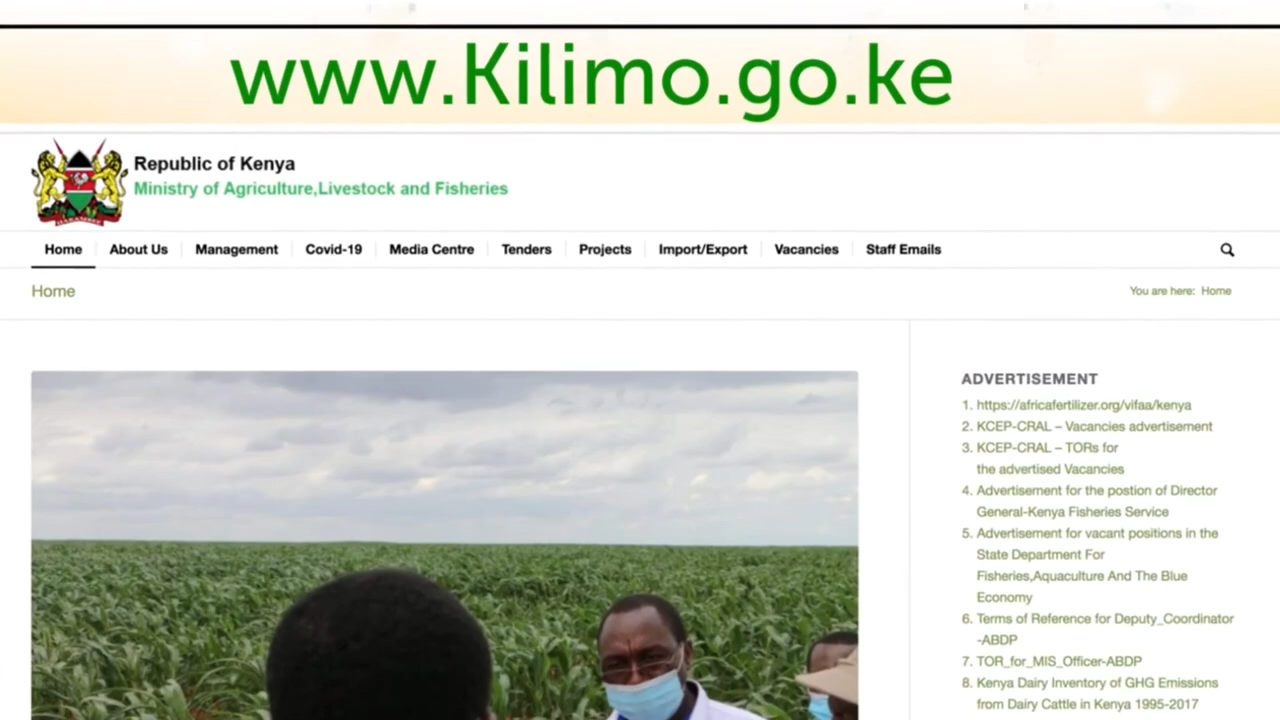 www.Kilimo.go.ke
Republic of Kenya
Ministry of Agriculture,Livestock and Fisheries
Home About Us Management Covid-19 Media Centre Tenders Projects Import/Export Vacancies Staff Emails
Home
You are here: Home
ADVERTISEMENT
1. https://africafertilizer.org/vifaa/kenya
2. KCEP-CRAL – Vacancies advertisement
3. KCEP-CRAL – TORs for
the advertised Vacancies
4. Advertisement for the postion of Director
General-Kenya Fisheries Service
5. Advertisement for vacant positions in the
State Department For
Fisheries,Aquaculture And The Blue
Economy
6. Terms of Reference for Deputy_Coordinator
-ABDP
7. TOR_for_MIS_Officer-ABDP
8. Kenya Dairy Inventory of GHG Emissions
from Dairy Cattle in Kenya 1995-2017